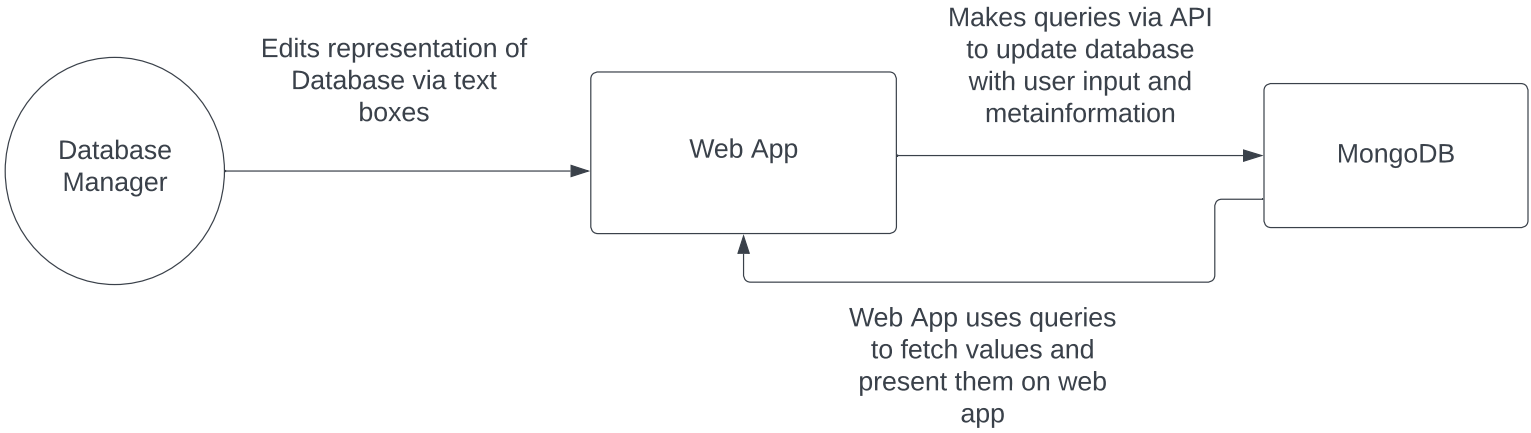 Makes queries via API
to update database
with user input and
metainformation
Edits representation of
Database via text
boxes
Database
Manager
Web App
MongoDB
Web App uses queries
to fetch values and
present them on web
app